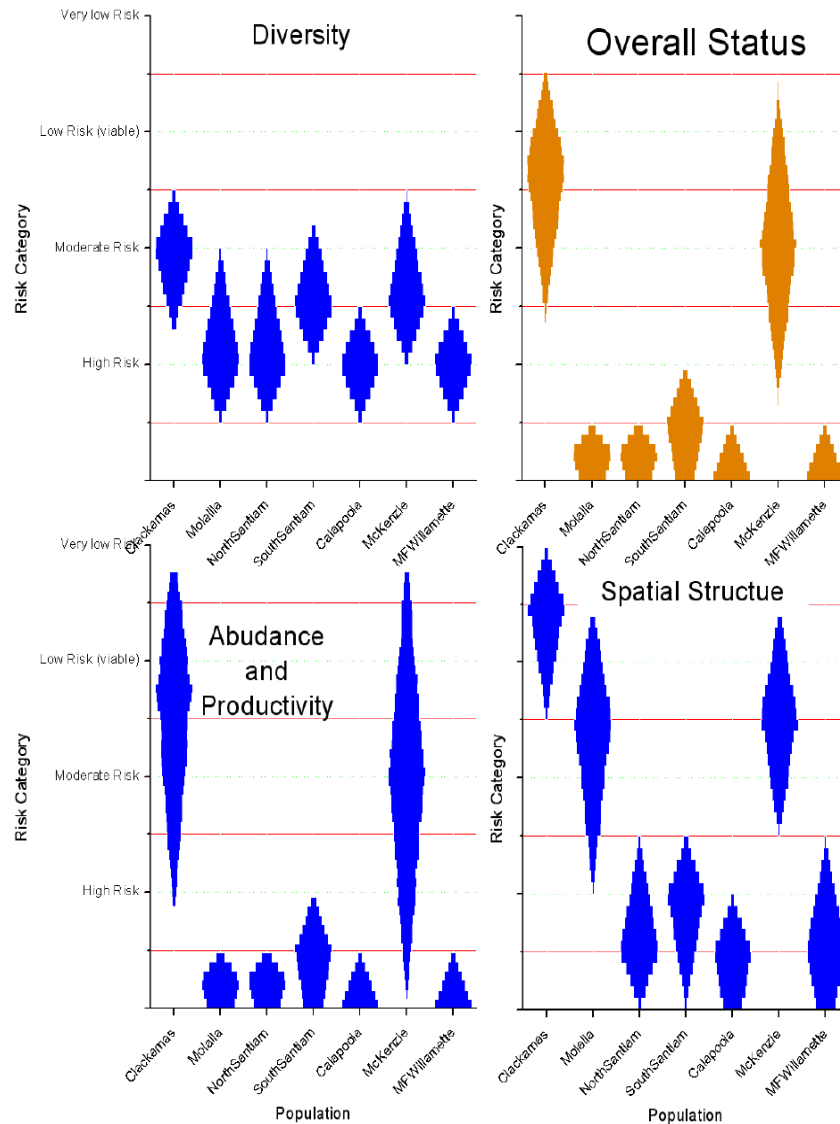 Diversity
Very low Risk
Low Risk (viable)
Moderate Risk
High Risk
Risk Category
Clackamas
Molalla
NorthSantiam
SouthSantiam
Calapooia
McKenzie
MFWillamette
Overall Status
Risk Category
Clackamas
Molalla
NorthSantiam
SouthSantiam
Calapooia
McKenzie
MFWillamette
Abudance
and
Productivity
Very low Risk
Low Risk (viable)
Moderate Risk
High Risk
Risk Category
Clackamas
Molalla
NorthSantiam
SouthSantiam
Calapooia
McKenzie
MFWillamette
Population
Spatial Structue
Risk Category
Clackamas
Molalla
NorthSantiam
SouthSantiam
Calapooia
McKenzie
MFWillamette
Population